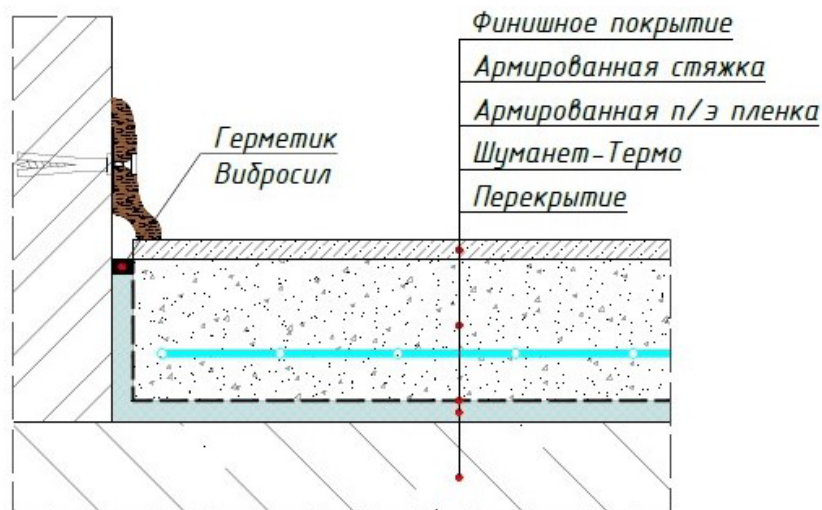 Финишное покрытие
Армированная стяжка
Армированная п/э пленка
Шуманет-Термо
Перекрытие
Герметик
Вибросил